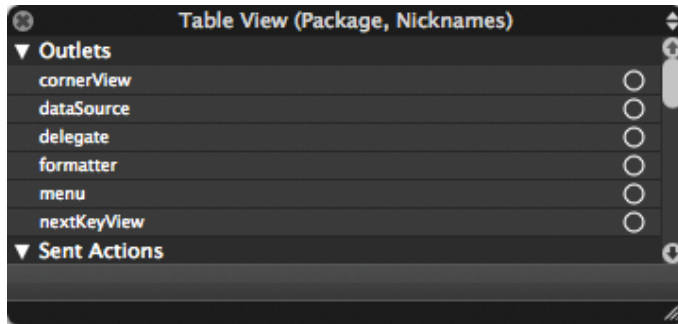 Table View (Package, Nicknames)
▼ Outlets
cornerView
dataSource
delegate
formatter
menu
nextKeyView
▼ Sent Actions